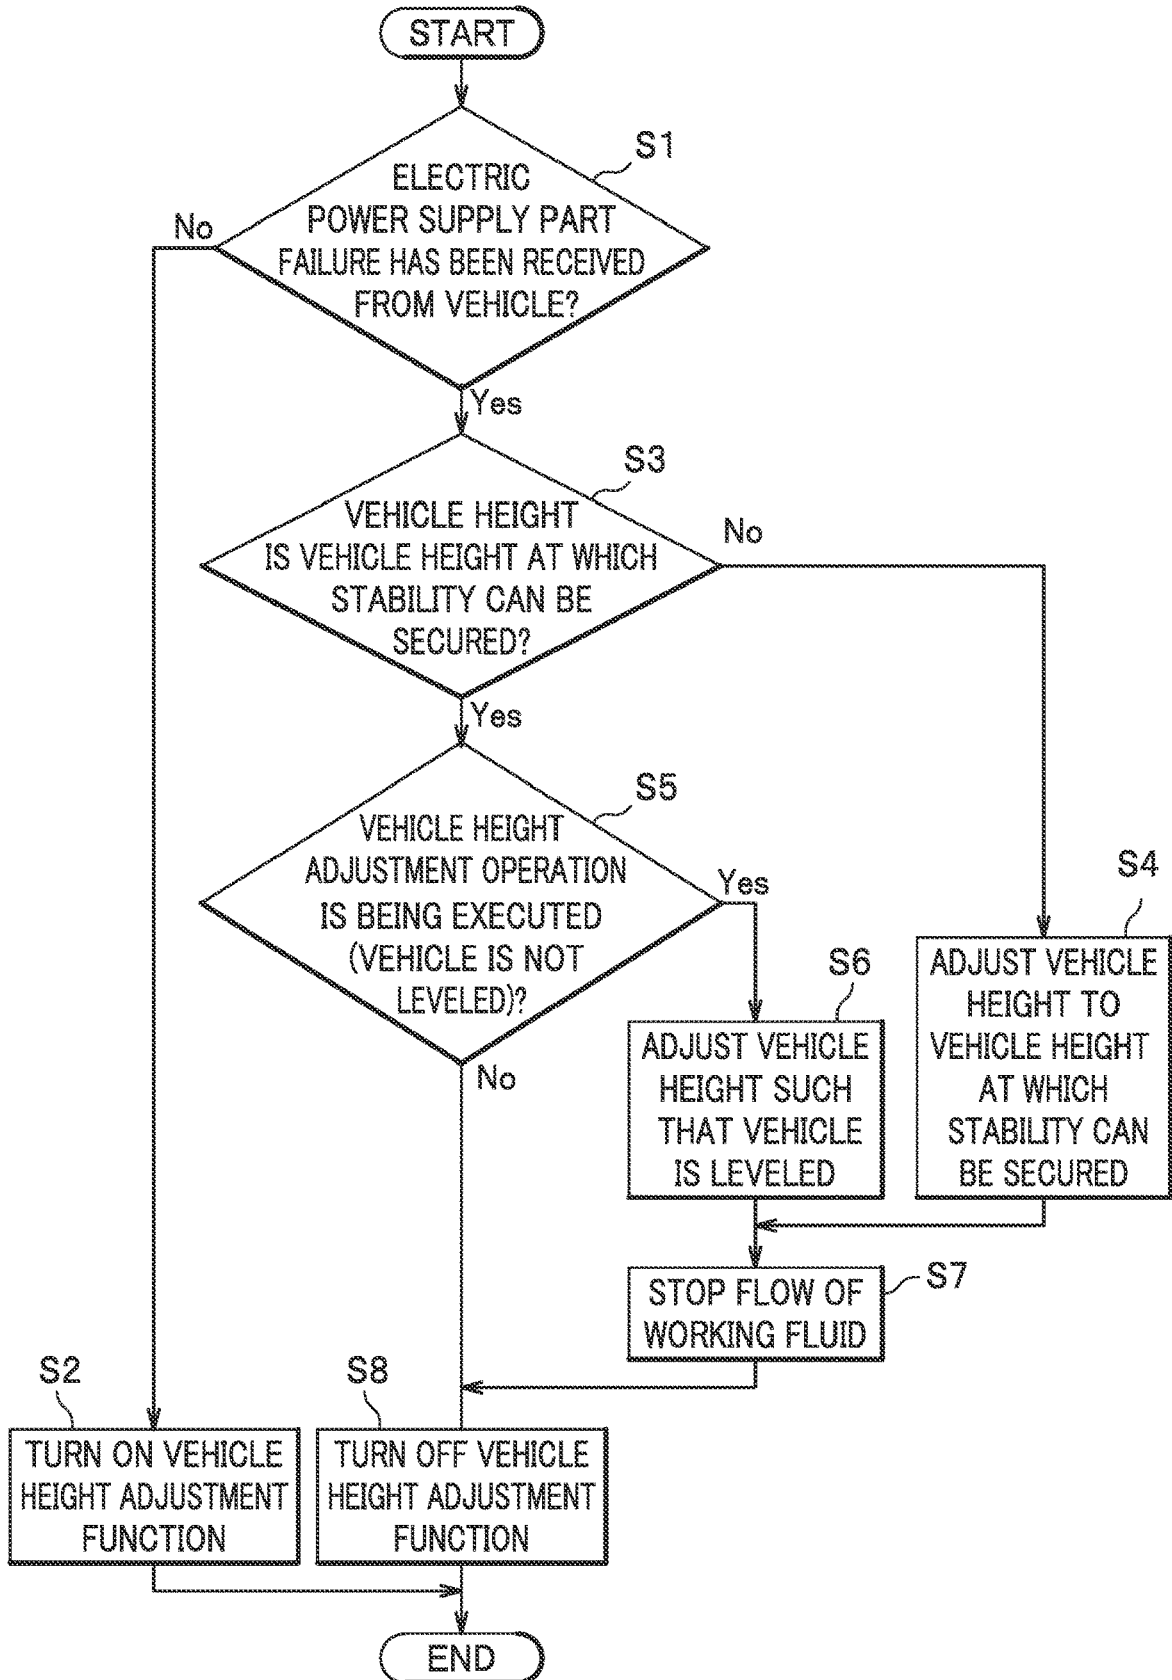 START
S1
ELECTRIC
POWER SUPPLY PART
FAILURE HAS BEEN RECEIVED
FROM VEHICLE?
No
Yes
S3
VEHICLE HEIGHT
IS VEHICLE HEIGHT AT WHICH
STABILITY CAN BE
SECURED?
No
Yes
S5
VEHICLE HEIGHT
ADJUSTMENT OPERATION
IS BEING EXECUTED
(VEHICLE IS NOT
LEVELED)?
Yes
No
S4
ADJUST VEHICLE
HEIGHT TO
VEHICLE HEIGHT
AT WHICH
STABILITY CAN
BE SECURED
S6
ADJUST VEHICLE
HEIGHT SUCH
THAT VEHICLE
IS LEVELED
S7
STOP FLOW OF
WORKING FLUID
S2
TURN ON VEHICLE
HEIGHT ADJUSTMENT
FUNCTION
S8
TURN OFF VEHICLE
HEIGHT ADJUSTMENT
FUNCTION
END